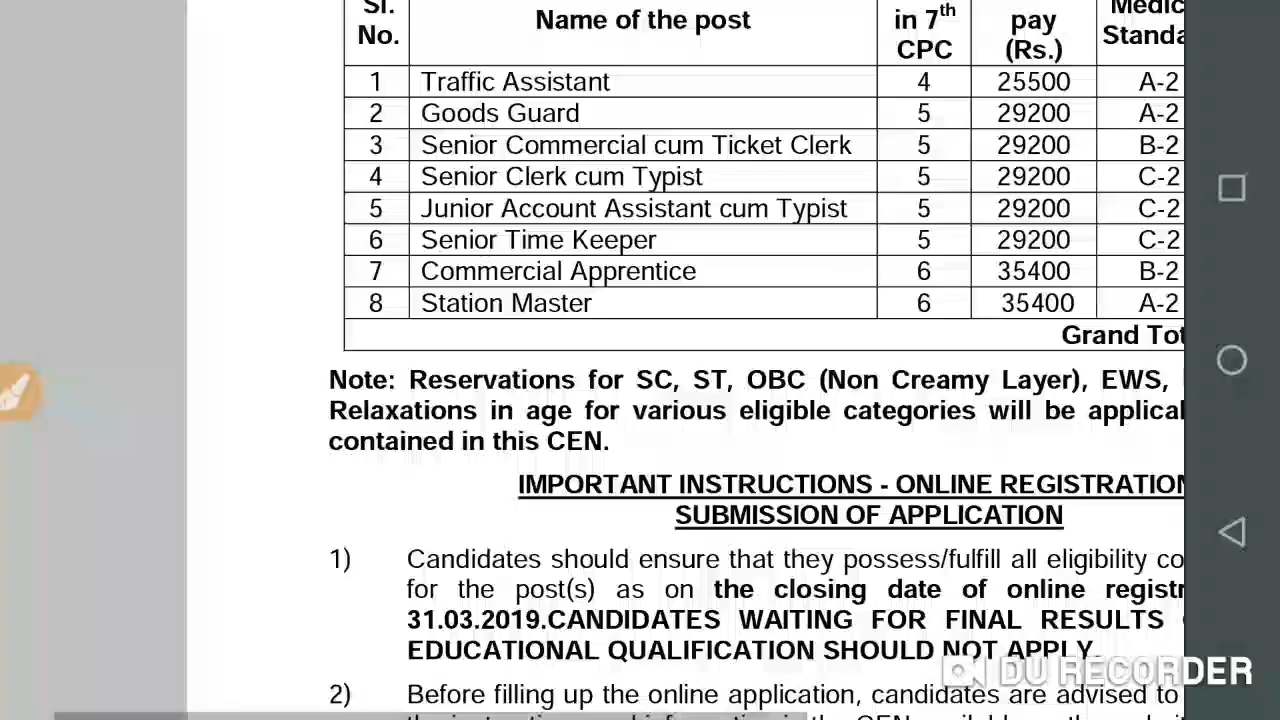 Sl. No. Name of the post in 7th CPC pay (Rs.)
1 Traffic Assistant 4 25500 A-2
2 Goods Guard 5 29200 A-2
3 Senior Commercial cum Ticket Clerk 5 29200 B-2
4 Senior Clerk cum Typist 5 29200 C-2
5 Junior Account Assistant cum Typist 5 29200 C-2
6 Senior Time Keeper 5 29200 C-2
7 Commercial Apprentice 6 35400 B-2
8 Station Master 6 35400 A-2
Grand Tot
Note: Reservations for SC, ST, OBC (Non Creamy Layer), EWS,
Relaxations in age for various eligible categories will be applical
contained in this CEN.
IMPORTANT INSTRUCTIONS - ONLINE REGISTRATION
SUBMISSION OF APPLICATION
1) Candidates should ensure that they possess/fulfill all eligibility co
for the post(s) as on the closing date of online registr
31.03.2019.CANDIDATES WAITING FOR FINAL RESULTS
EDUCATIONAL QUALIFICATION SHOULD NOT APPLY.
2) Before filling up the online application, candidates are advised to
DU RECORDER